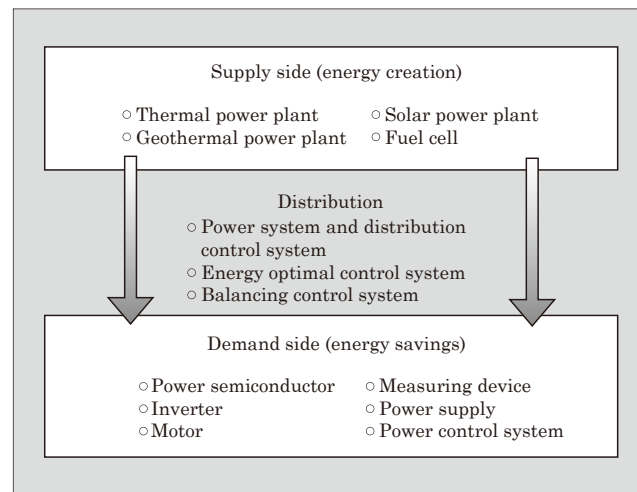 Supply side (energy creation)
○ Thermal power plant
○ Solar power plant
○ Geothermal power plant
○ Fuel cell
Distribution
○ Power system and distribution
control system
○ Energy optimal control system
○ Balancing control system
Demand side (energy savings)
○ Power semiconductor
○ Measuring device
○ Inverter
○ Power supply
○ Motor
○ Power control system